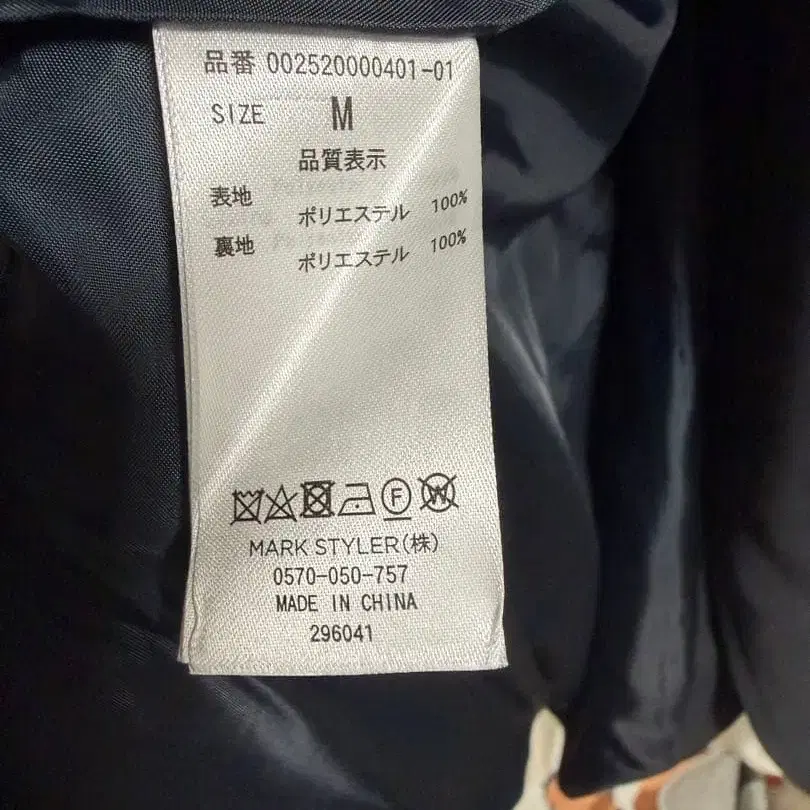 品番 002520000401-01
SIZE M
品質表示
表地 ポリエステル 100%
裏地 ポリエステル 100%
F W
MARK STYLER(株)
0570-050-757
MADE IN CHINA
296041